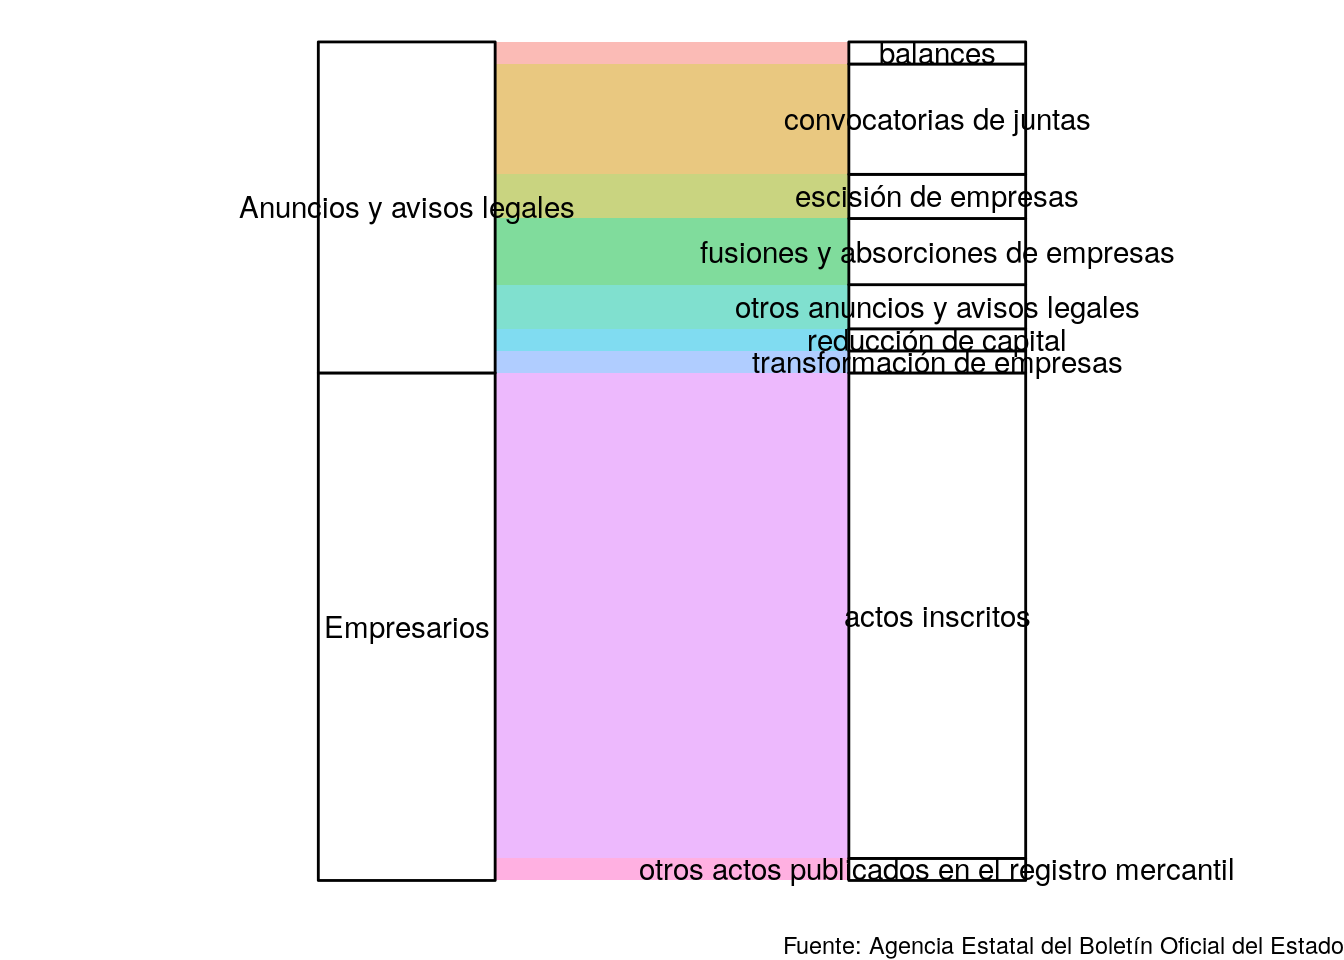 balances
convocatorias de juntas
escisión de empresas
Anuncios y avisos legales
fusiones y absorciones de empresas
otros anuncios y avisos legales
reducción de capital
transformación de empresas
actos inscritos
Empresarios
otros actos publicados en el registro mercantil
Fuente: Agencia Estatal del Boletín Oficial del Estado